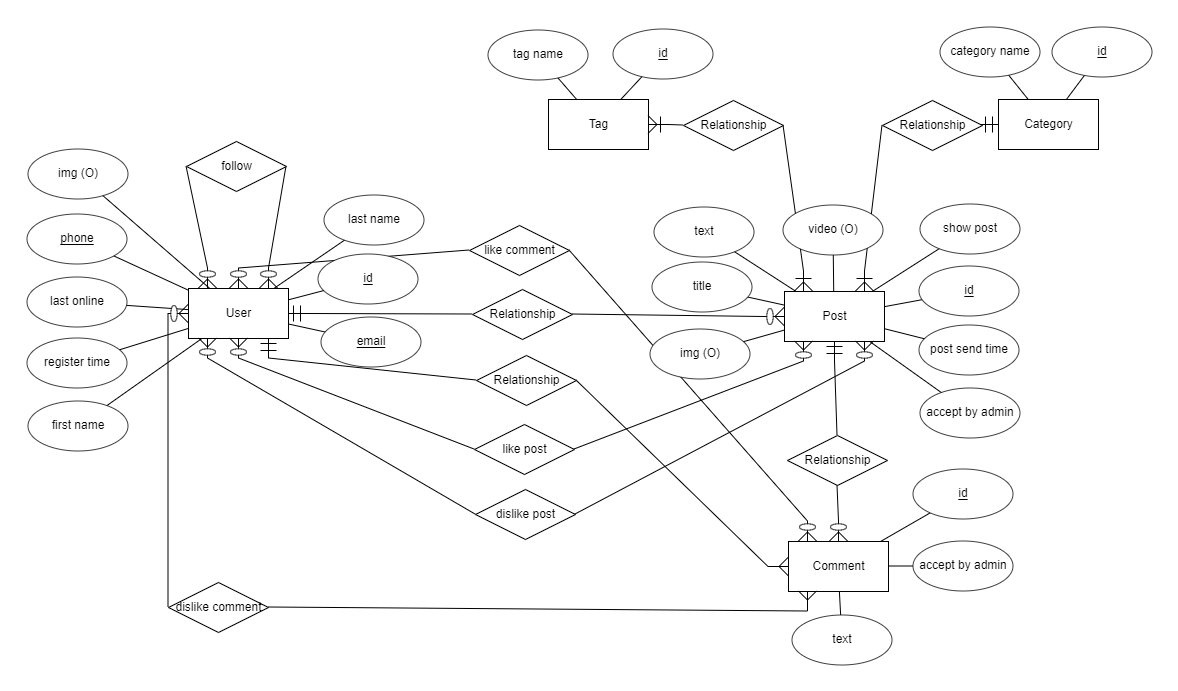 tag name
id
category name
id
Tag
Relationship
Relationship
Category
img (O)
follow
last name
phone
like comment
text
video (O)
show post
id
title
id
last online
User
Relationship
Post
email
img (O)
post send time
register time
Relationship
accept by admin
first name
like post
Relationship
dislike post
id
Comment
accept by admin
dislike comment
text